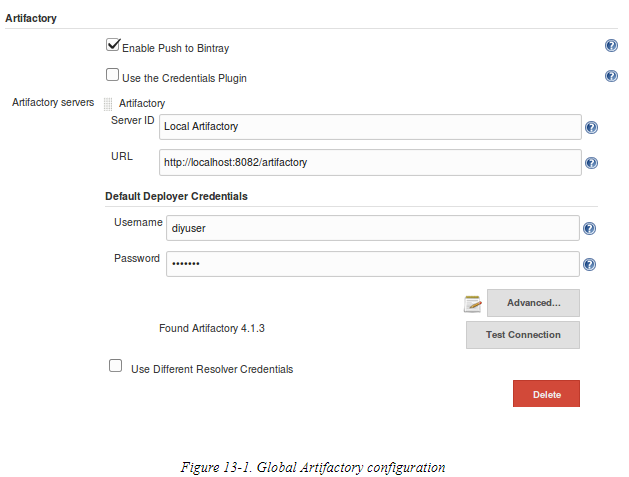 Artifactory
Enable Push to Bintray
Use the Credentials Plugin
Artifactory servers Artifactory
Server ID Local Artifactory
URL http://localhost:8082/artifactory
Default Deployer Credentials
Username diyuser
Password •••••••
Advanced...
Found Artifactory 4.1.3 Test Connection
Use Different Resolver Credentials
Delete
Figure 13-1. Global Artifactory configuration